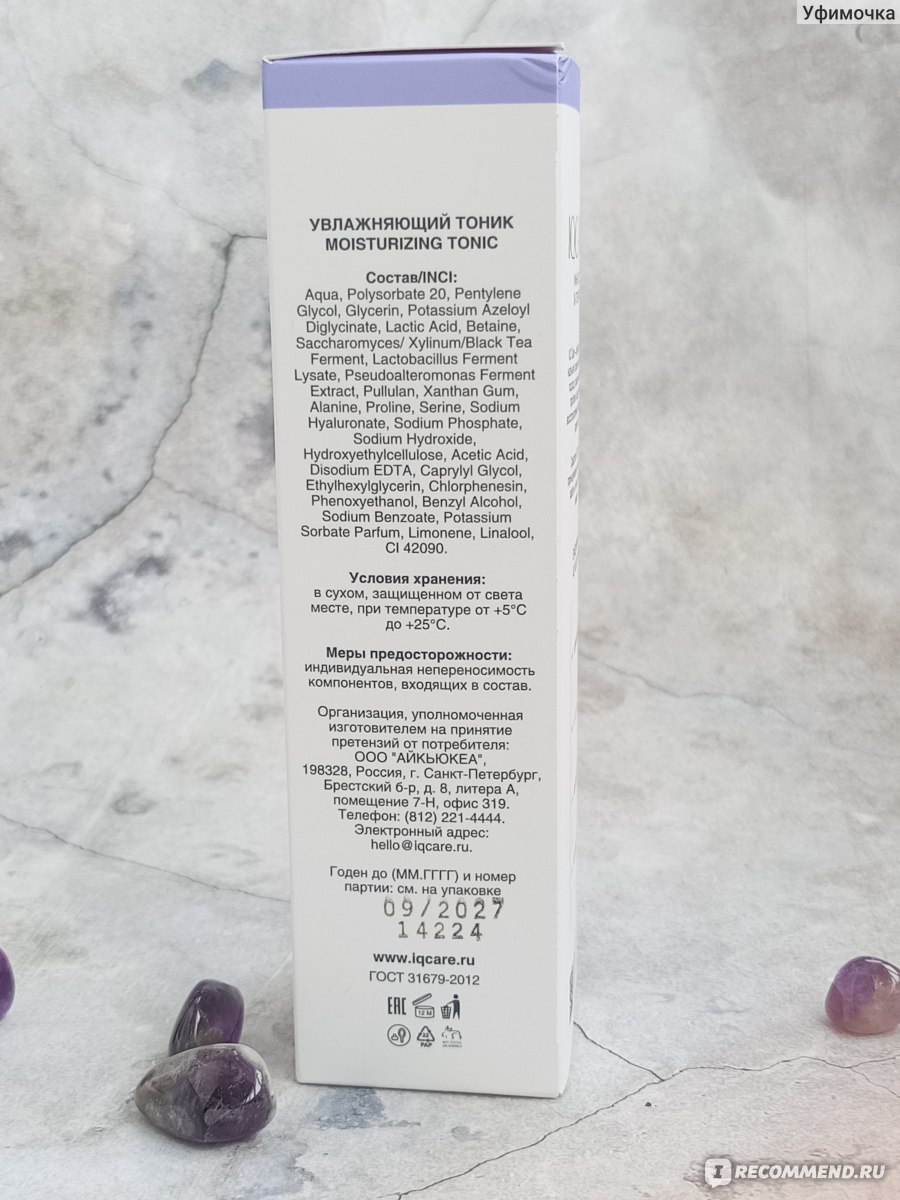 Уфимочка
УВЛАЖНЯЮЩИЙ ТОНИК
MOISTURIZING TONIC
Состав/INCI:
Aqua, Polysorbate 20, Pentylene
Glycol, Glycerin, Potassium Azeloyl
Diglycinate, Lactic Acid, Betaine,
Saccharomyces/ Xylinum/Black Tea
Ferment, Lactobacillus Ferment
Lysate, Pseudoalteromonas Ferment
Extract, Pullulan, Xanthan Gum,
Alanine, Proline, Serine, Sodium
Hyaluronate, Sodium Phosphate,
Sodium Hydroxide,
Hydroxyethylcellulose, Acetic Acid,
Disodium EDTA, Caprylyl Glycol,
Ethylhexylglycerin, Chlorphenesin,
Phenoxyethanol, Benzyl Alcohol,
Sodium Benzoate, Potassium
Sorbate Parfum, Limonene, Linalool,
CI 42090.
Условия хранения:
в сухом, защищенном от света
месте, при температуре от +5°C
до +25°C.
Меры предосторожности:
индивидуальная непереносимость
компонентов, входящих в состав.
Организация, уполномоченная
изготовителем на принятие
претензий от потребителя:
ООО "АЙКЬЮКЕА",
198328, Россия, г. Санкт-Петербург,
Брестский б-р, д. 8, литера А,
помещение 7-Н, офис 319.
Телефон: (812) 221-4444.
Электронный адрес:
hello@iqcare.ru.
Годен до (ММ.ГГГГ) и номер
партии: см. на упаковке
09/2027
14224
www.iqcare.ru
ГОСТ 31679-2012
EAC 12 M
22
PAP
I RECOMMEND.RU